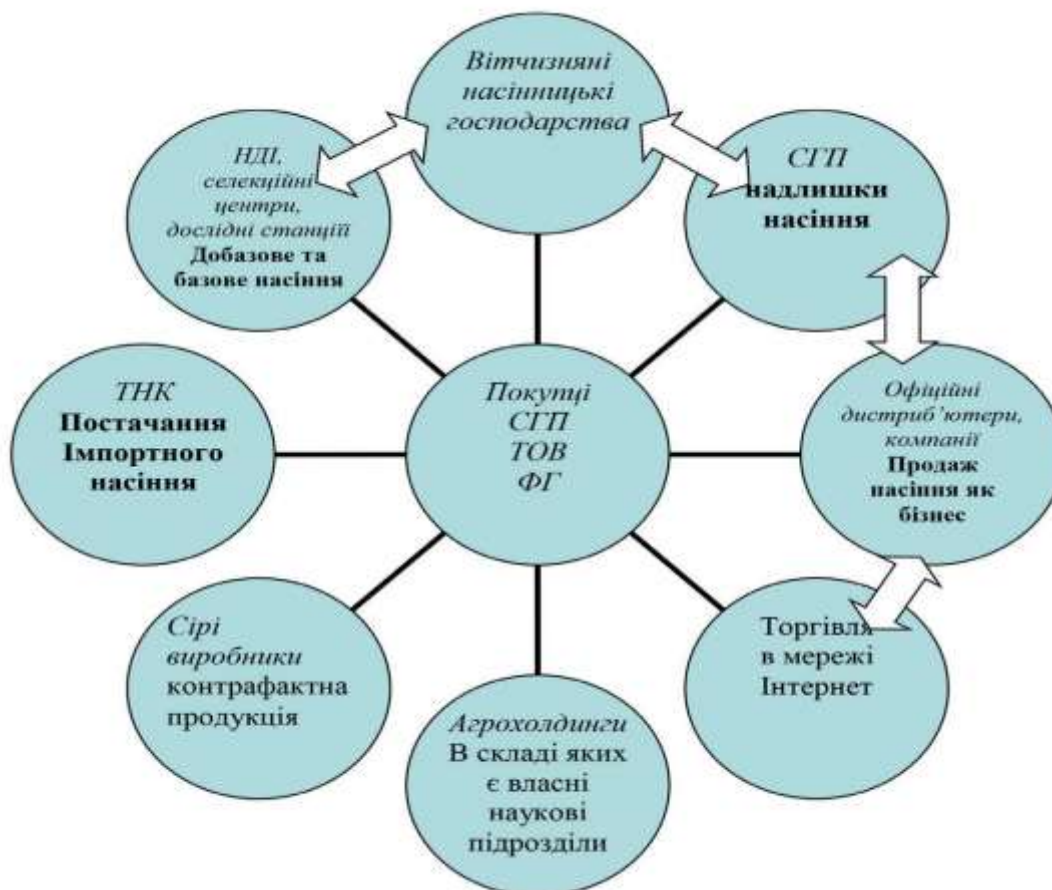 Вітчизняні
насінницькі
господарства
НДІ,
селекційні
центри,
дослідні станціії
Добазове та
базове насіння
СГП
надлишки
насіння
ТНК
Постачання
Імпортного
насіння
Покупці
СГП
ТОВ
ФГ
Офіційні
дистриб’ютери,
компанії
Продаж
насіння як
бізнес
Сірі
виробники
контрафактна
продукція
Торгівля
в мережі
Інтернет
Агрохолдинги
В складі яких
є власні
наукові
підрозділи